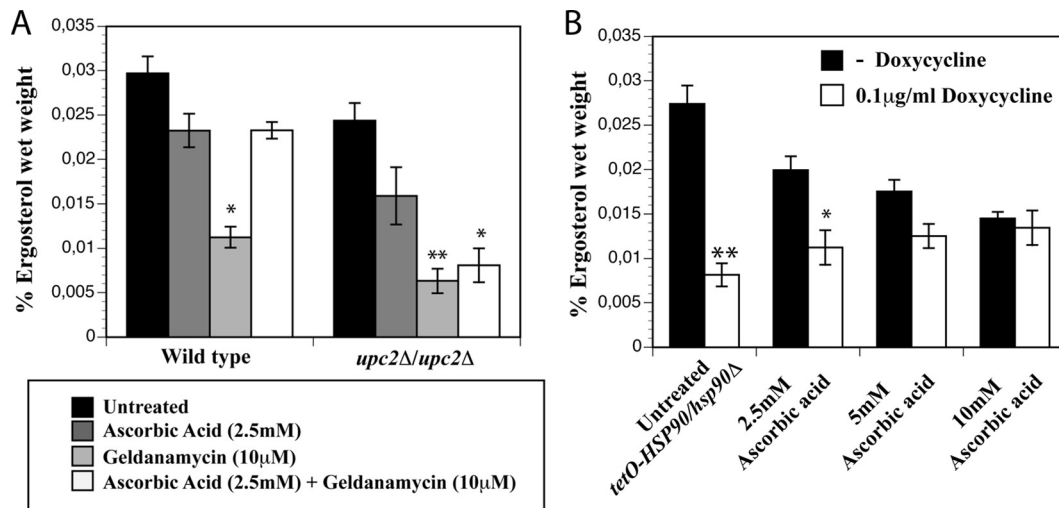 A
% Ergosterol wet weight
0,035
0,03
0,025
0,02
0,015
0,01
0,005
0
*
**
*
Wild type
upc2Δ/upc2Δ
Untreated
Ascorbic Acid (2.5mM)
Geldanamycin (10μM)
Ascorbic Acid (2.5mM) + Geldanamycin (10μM)
B
% Ergosterol wet weight
0,035
0,03
0,025
0,02
0,015
0,01
0,005
0
- Doxycycline
0.1μg/ml Doxycycline
**
*
Untreated
tetO-HSP90/hsp90Δ
2.5mM
Ascorbic acid
5mM
Ascorbic acid
10mM
Ascorbic acid